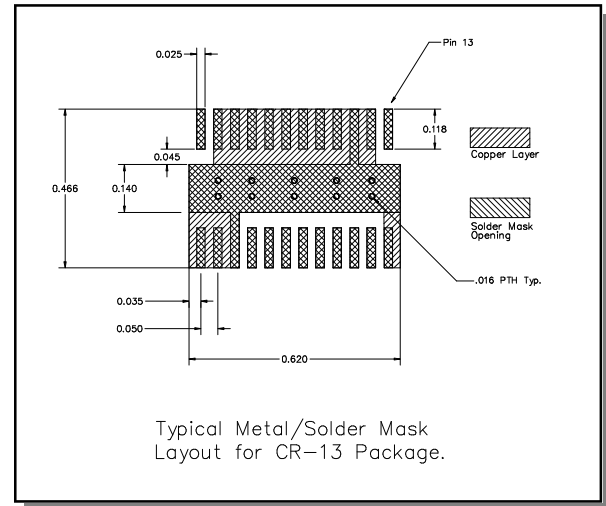 Pin 13
0.025
0.118
Copper Layer
0.045
0.466
0.140
Solder Mask
Opening
.016 PTH Typ.
0.035
0.050
0.620
Typical Metal/Solder Mask
Layout for CR-13 Package.